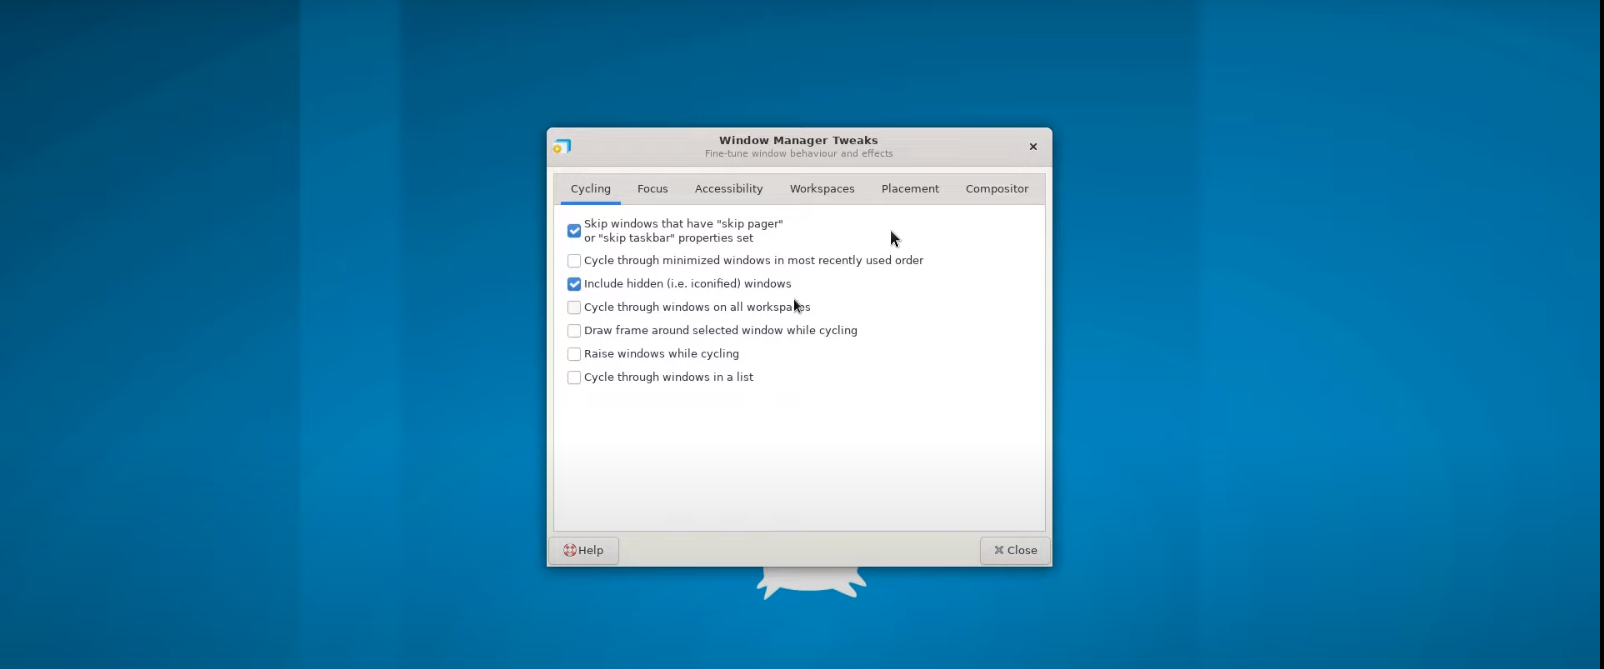 Window Manager Tweaks
Fine-tune window behaviour and effects
Cycling Focus Accessibility Workspaces Placement Compositor
Skip windows that have "skip pager"
or "skip taskbar" properties set
Cycle through minimized windows in most recently used order
Include hidden (i.e. iconified) windows
Cycle through windows on all workspaces
Draw frame around selected window while cycling
Raise windows while cycling
Cycle through windows in a list
Help Close